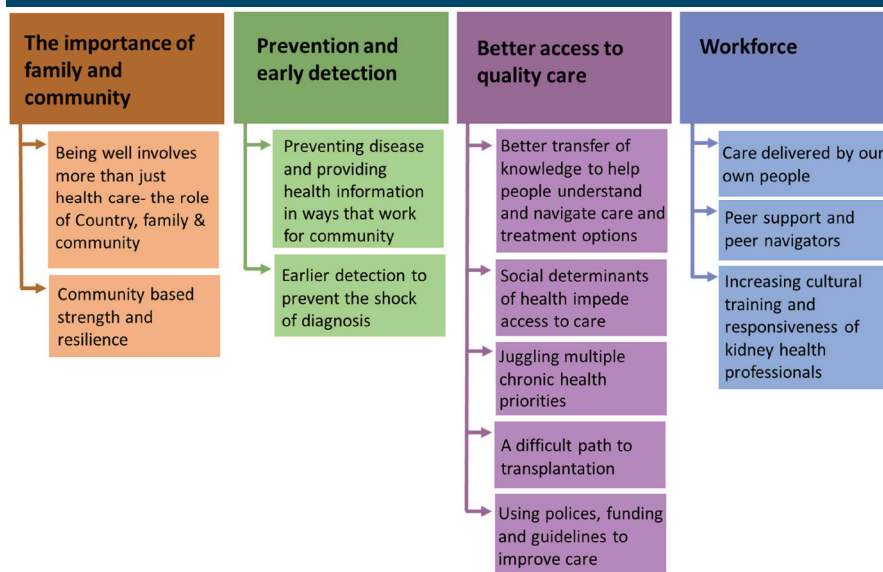 The importance of
family and
community
Being well involves
more than just
health care- the role
of Country, family &
community
Community based
strength and
resilience
Prevention and
early detection
Preventing disease
and providing
health information
in ways that work
for community
Earlier detection to
prevent the shock
of diagnosis
Better access to
quality care
Better transfer of
knowledge to help
people understand
and navigate care and
treatment options
Social determinants
of health impede
access to care
Juggling multiple
chronic health
priorities
A difficult path to
transplantation
Using polices, funding
and guidelines to
improve care
Workforce
Care delivered by our
own people
Peer support and
peer navigators
Increasing cultural
training and
responsiveness of
kidney health
professionals